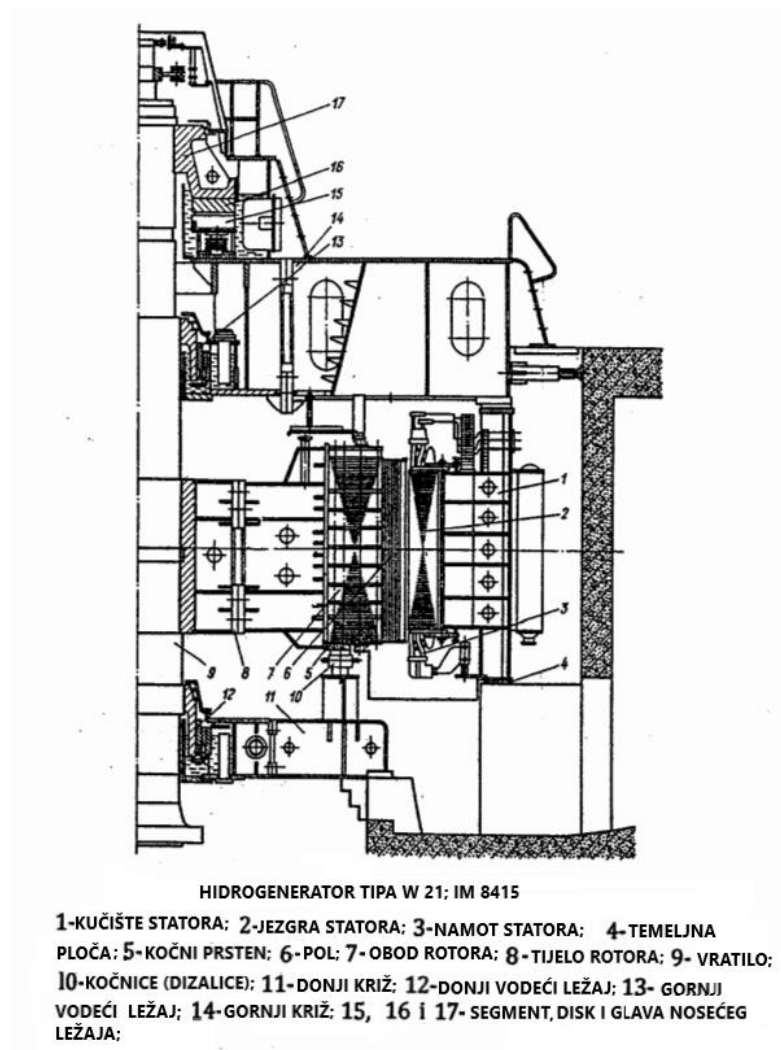 17
16
15
14
13
1
2
3
4
5
6
7
8
9
10
11
12
HIDROGENERATOR TIPA W 21; IM 8415
1-KUČIŠTE STATORA; 2-JEZGRA STATORA; 3-NAMOT STATORA; 4-TEMELJNA
PLOČA; 5-KOČNI PRSTEN; 6-POL; 7-OBOD ROTORA; 8-TIJELO ROTORA; 9- VRATILO;
10-KOČNICE (DIZALICE); 11-DONJI KRIŽ; 12-DONJI VODEĆI LEŽAJ; 13- GORNJI
VODEĆI LEŽAJ; 14-GORNJI KRIŽ; 15, 16 i 17- SEGMENT, DISK I GLAVA NOSEĆEG
LEŽAJA;